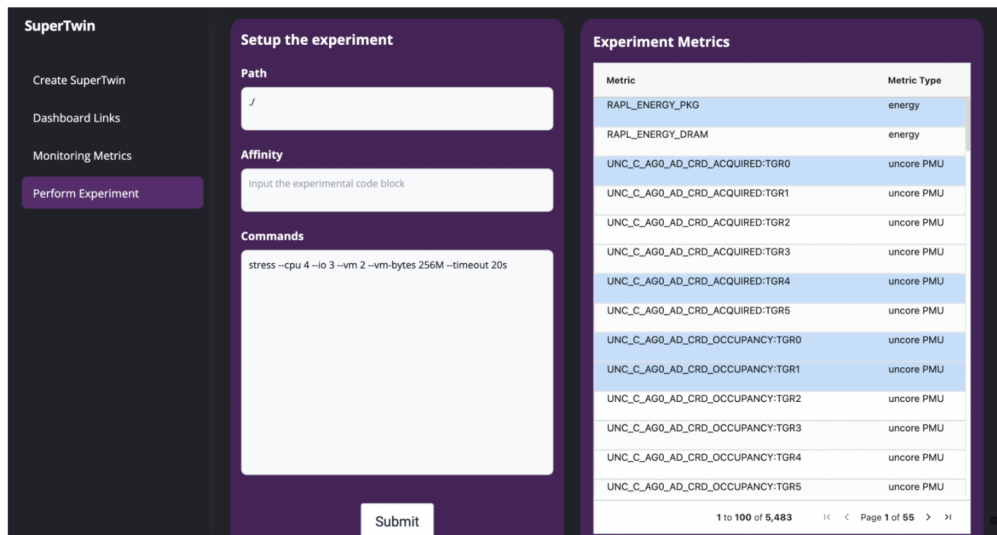 SuperTwin
Create SuperTwin
Dashboard Links
Monitoring Metrics
Perform Experiment
Setup the experiment
Path
./
Affinity
Input the experimental code block
Commands
stress --cpu 4 --io 3 --vm 2 --vm-bytes 256M --timeout 20s
Submit
Experiment Metrics
Metric Metric Type
RAPL_ENERGY_PKG energy
RAPL_ENERGY_DRAM energy
UNC_C_AG0_AD_CRD_ACQUIRED:TGR0 uncore PMU
UNC_C_AG0_AD_CRD_ACQUIRED:TGR1 uncore PMU
UNC_C_AG0_AD_CRD_ACQUIRED:TGR2 uncore PMU
UNC_C_AG0_AD_CRD_ACQUIRED:TGR3 uncore PMU
UNC_C_AG0_AD_CRD_ACQUIRED:TGR4 uncore PMU
UNC_C_AG0_AD_CRD_ACQUIRED:TGR5 uncore PMU
UNC_C_AG0_AD_CRD_OCCUPANCY:TGR0 uncore PMU
UNC_C_AG0_AD_CRD_OCCUPANCY:TGR1 uncore PMU
UNC_C_AG0_AD_CRD_OCCUPANCY:TGR2 uncore PMU
UNC_C_AG0_AD_CRD_OCCUPANCY:TGR3 uncore PMU
UNC_C_AG0_AD_CRD_OCCUPANCY:TGR4 uncore PMU
UNC_C_AG0_AD_CRD_OCCUPANCY:TGR5 uncore PMU
1 to 100 of 5,483 Page 1 of 55